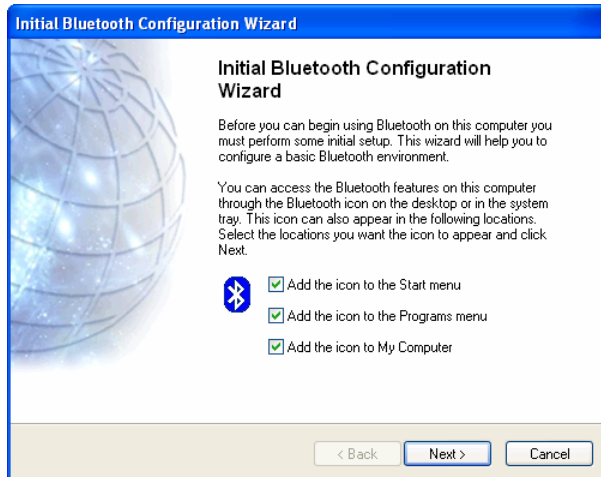 Initial Bluetooth Configuration Wizard
Initial Bluetooth Configuration
Wizard
Before you can begin using Bluetooth on this computer you
must perform some initial setup. This wizard will help you to
configure a basic Bluetooth environment.
You can access the Bluetooth features on this computer
through the Bluetooth icon on the desktop or in the system
tray. This icon can also appear in the following locations.
Select the locations you want the icon to appear and click
Next.
Add the icon to the Start menu
Add the icon to the Programs menu
Add the icon to My Computer
< Back Next > Cancel